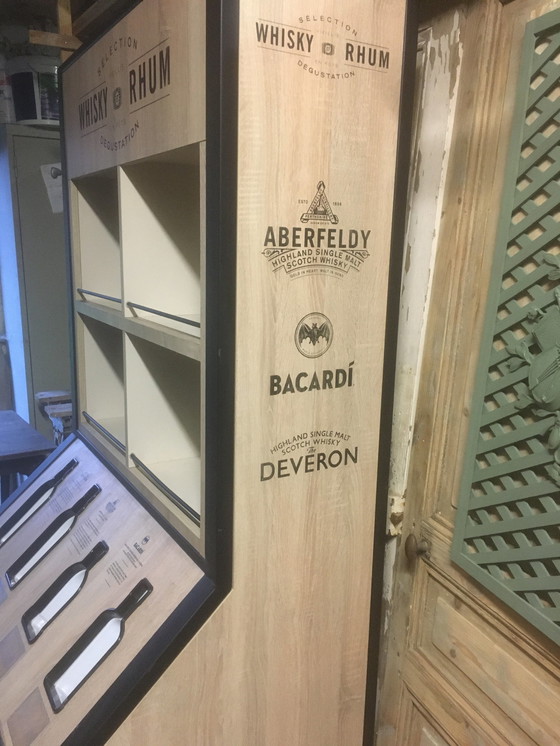 SELECTION
WHISKY RHUM
DEGUSTATION
SELECTION
WHISKY RHUM
DEGUSTATION
ABERFELDY
HIGHLAND SINGLE MALT
SCOTCH WHISKY
BACARDÍ
HIGHLAND SINGLE MALT
SCOTCH WHISKY
The
DEVERON